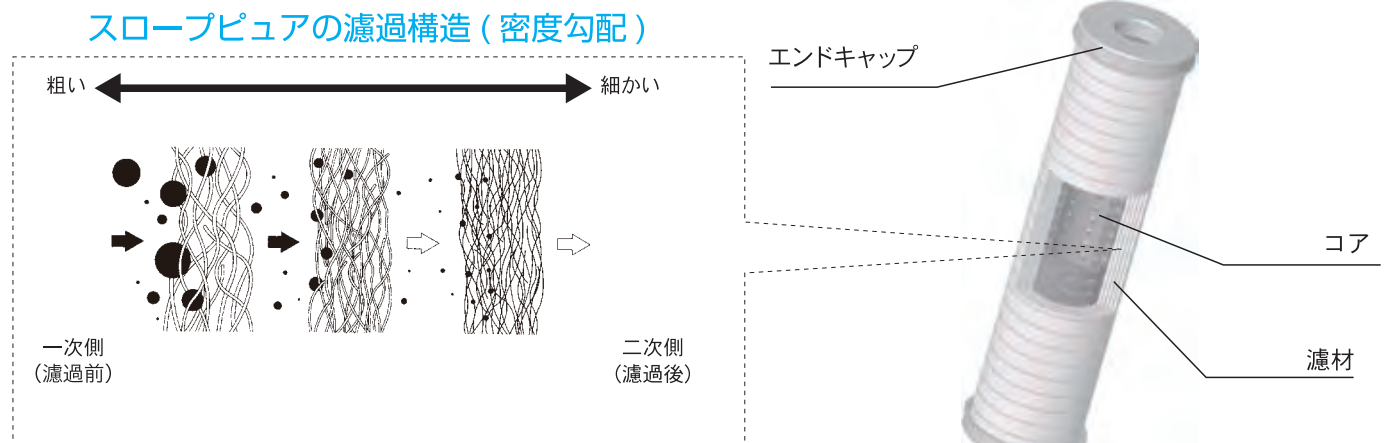 スロープピュアの濾過構造 ( 密度勾配 )
粗い
細かい
一次側
（濾過前）
二次側
（濾過後）
エンドキャップ
コア
濾材